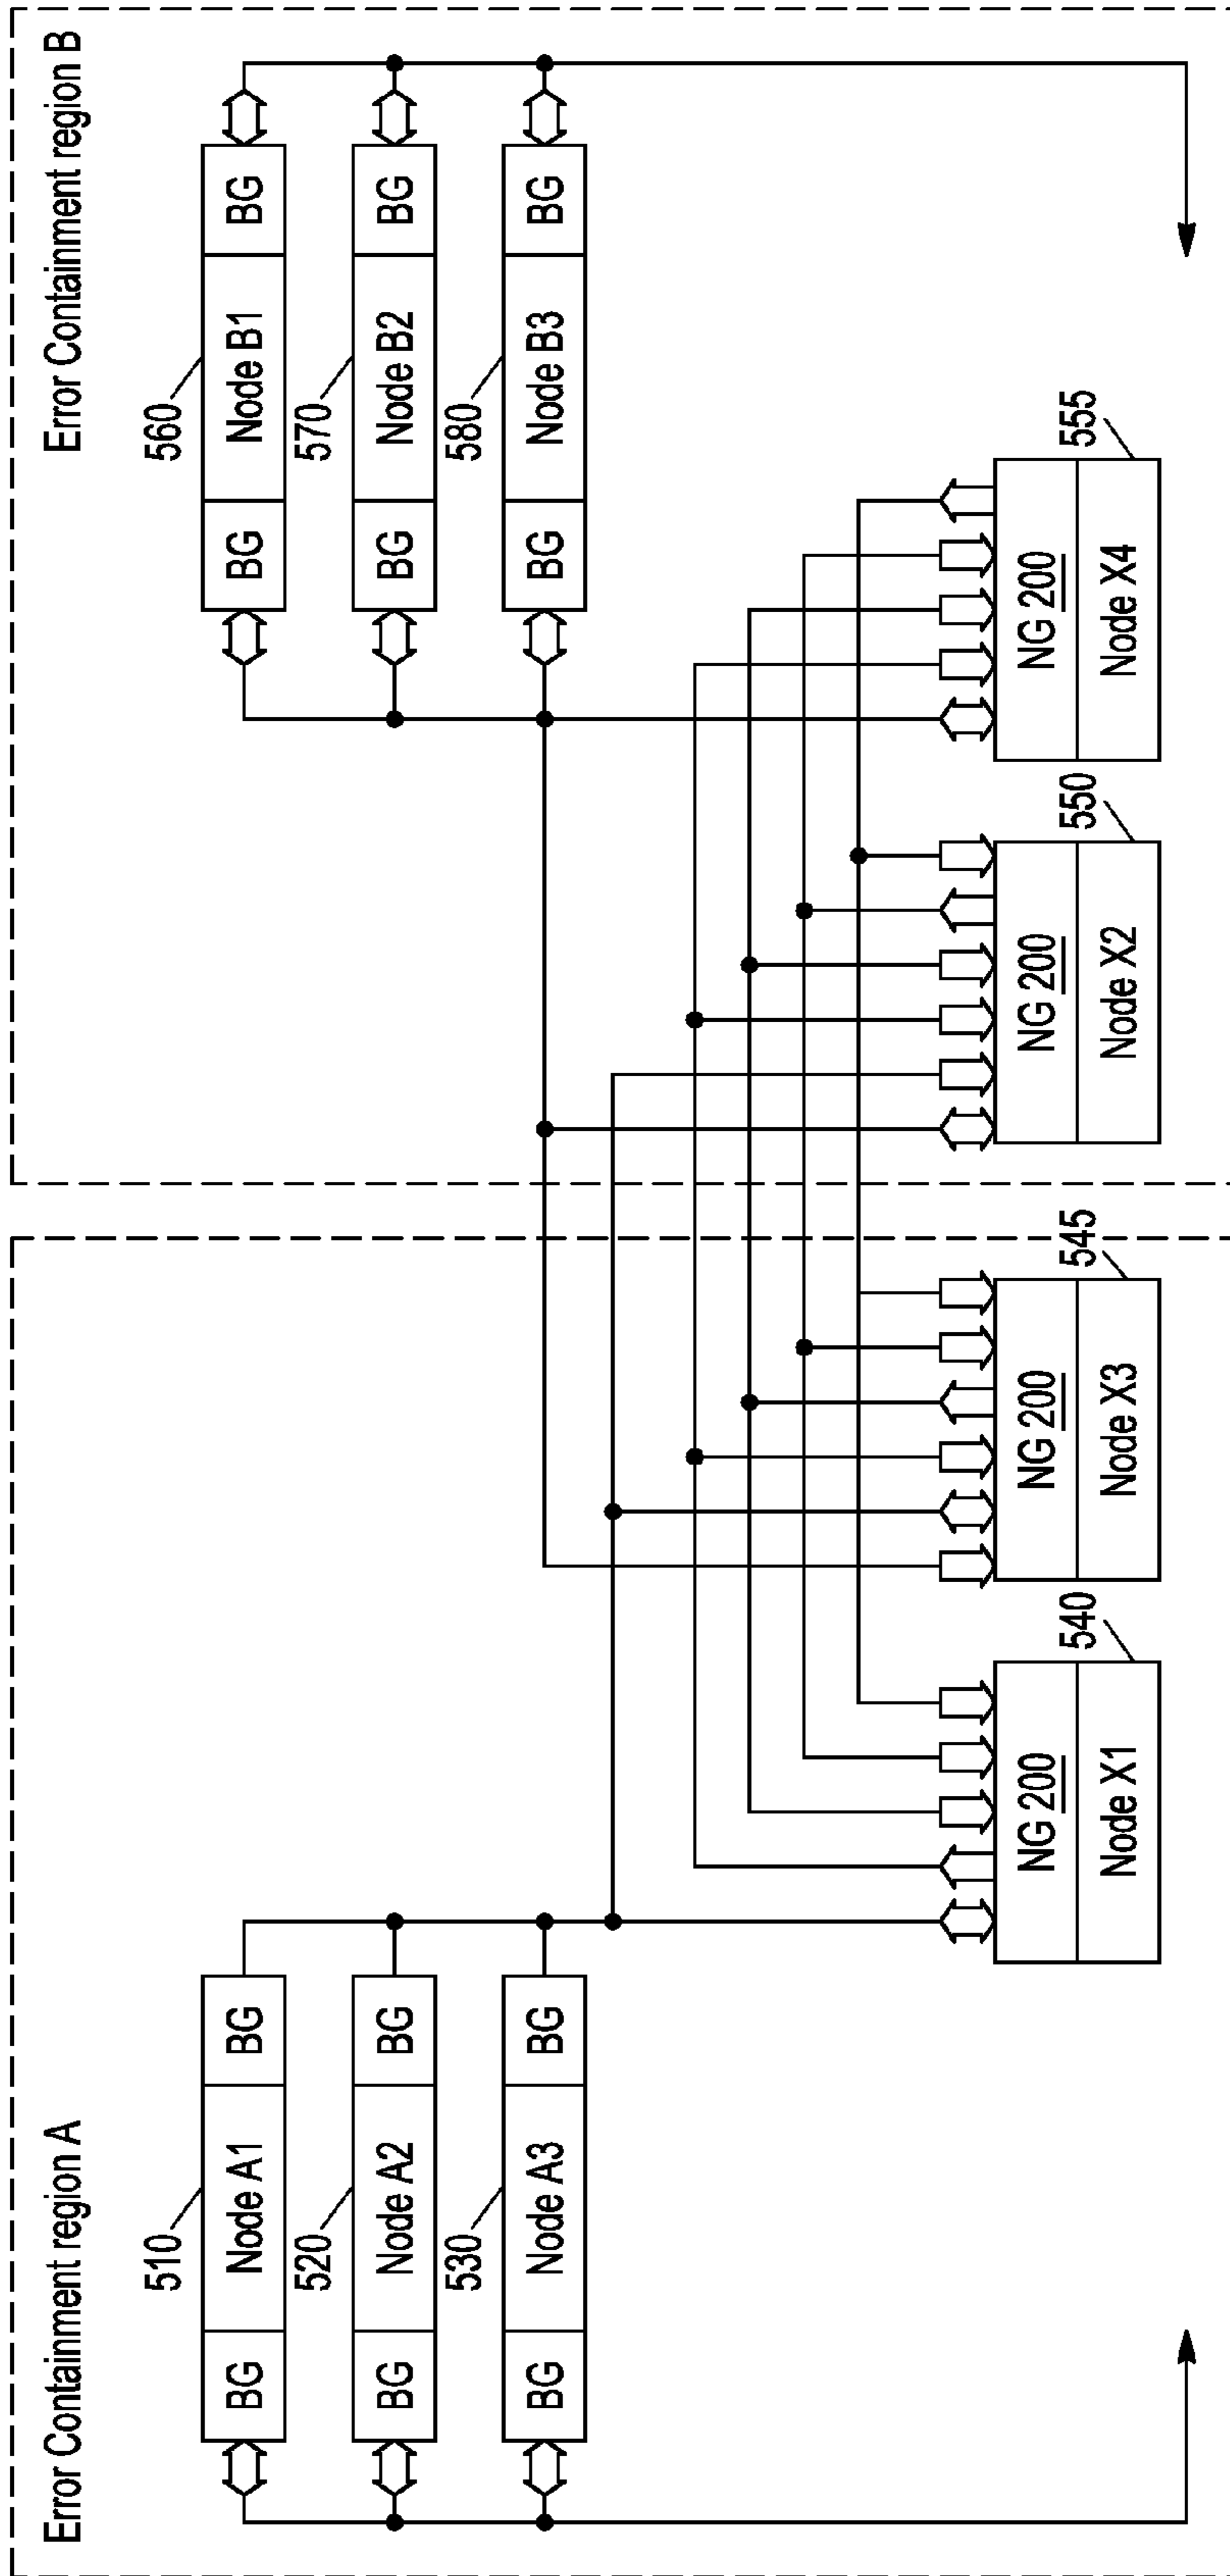 Error Containment region A
510
BG
Node A1
BG
520
BG
Node A2
BG
530
BG
Node A3
BG
540
NG 200
Node X1
545
NG 200
Node X3
Error Containment region B
560
BG
Node B1
BG
570
BG
Node B2
BG
580
BG
Node B3
BG
550
NG 200
Node X2
555
NG 200
Node X4